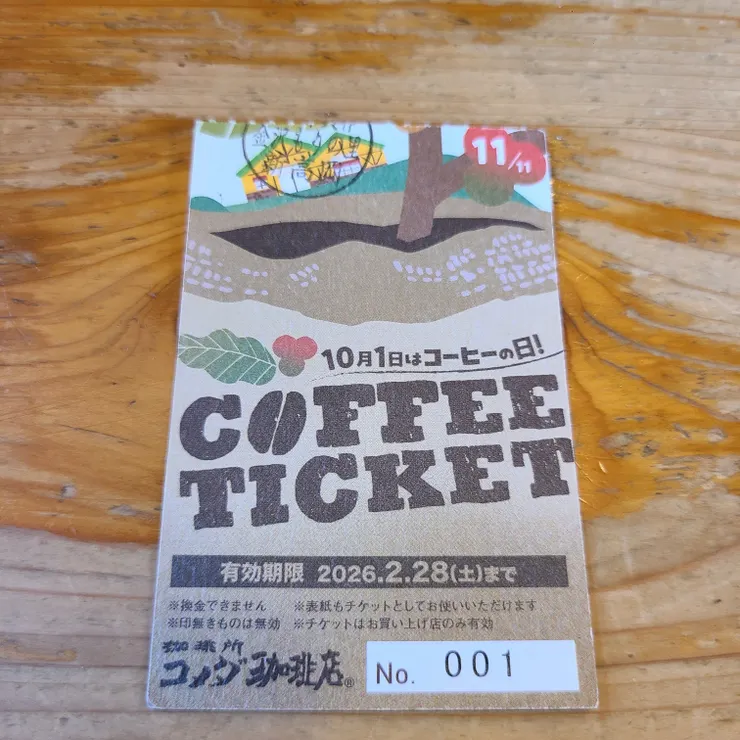 11/11
10月1日はコーヒーの日!
COFFEE
TICKET
有効期限 2026.2.28(土)まで
※換金できません ※表紙もチケットとしてお使いいただけます
※印無きものは無効 ※チケットはお買い上げ店のみ有効
珈琲所
コメダ珈琲店®
No. 001